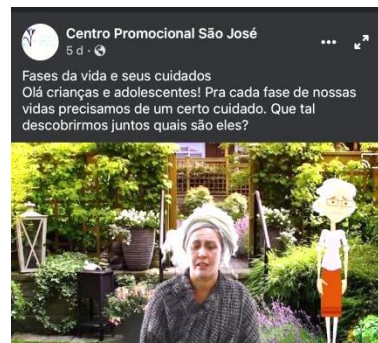 Centro Promocional São José
5 d ·
Fases da vida e seus cuidados
Olá crianças e adolescentes! Pra cada fase de nossas
vidas precisamos de um certo cuidado. Que tal
descobrirmos juntos quais são eles?